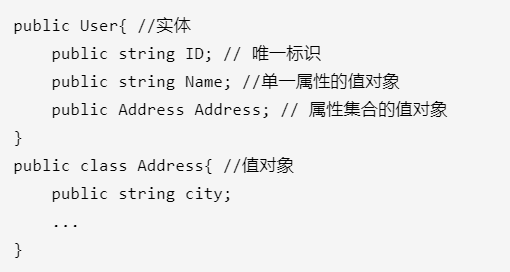 public User{ //实体
    public string ID; // 唯一标识
    public string Name; //单一属性的值对象
    public Address Address; // 属性集合的值对象
}
public class Address{ //值对象
    public string city;
    ...
}